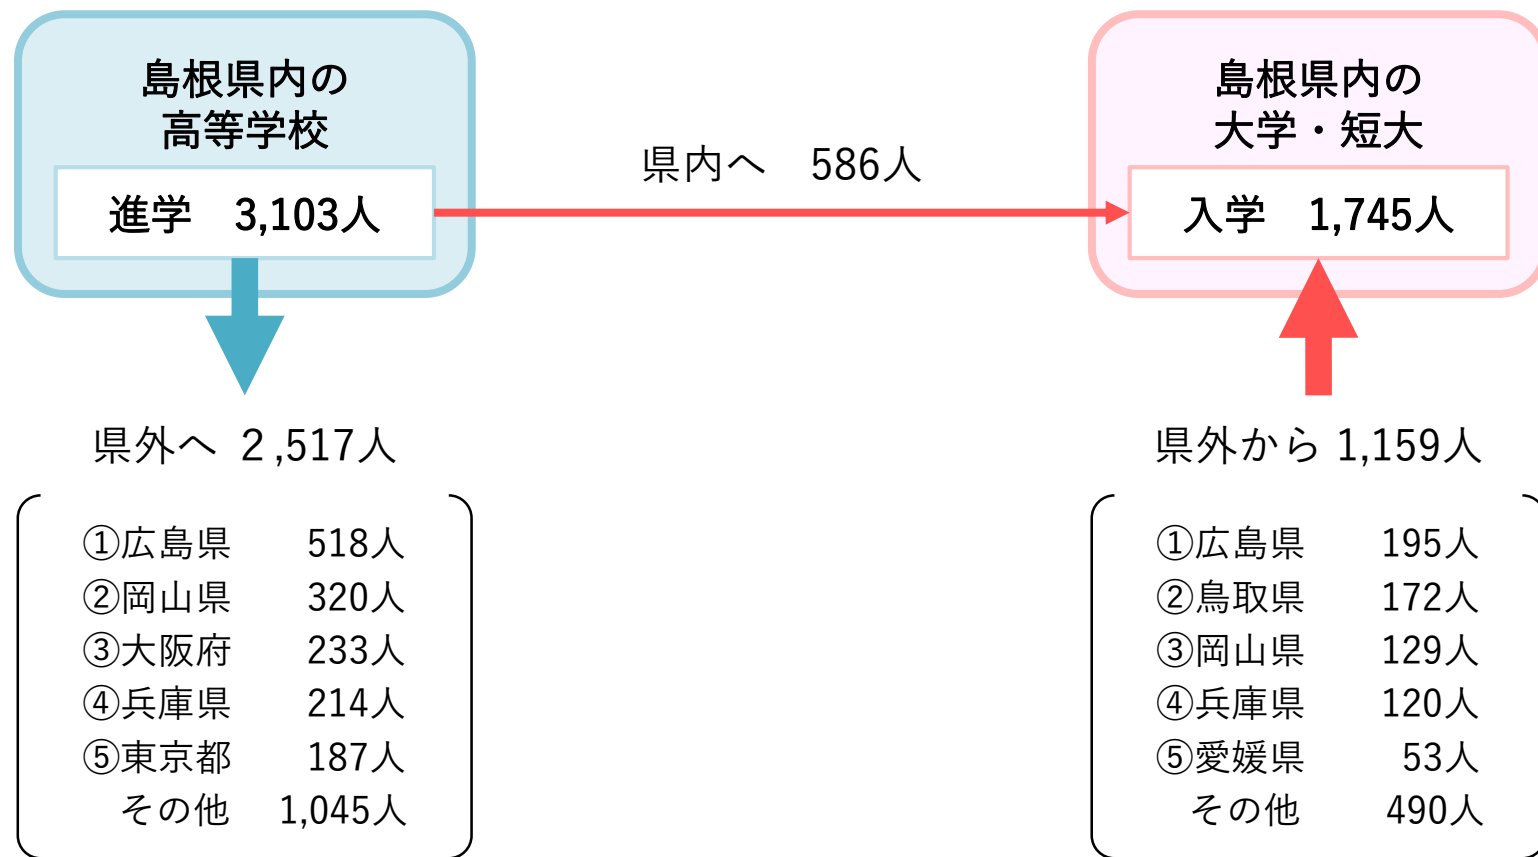 島根県内の
高等学校
進学　3,103人
県内へ　586人
島根県内の
大学・短大
入学　1,745人
県外へ ２,517人
①広島県　518人
②岡山県　320人
③大阪府　233人
④兵庫県　214人
⑤東京都　187人
その他　1,045人
県外から 1,159人
①広島県　195人
②鳥取県　172人
③岡山県　129人
④兵庫県　120人
⑤愛媛県　53人
その他　490人